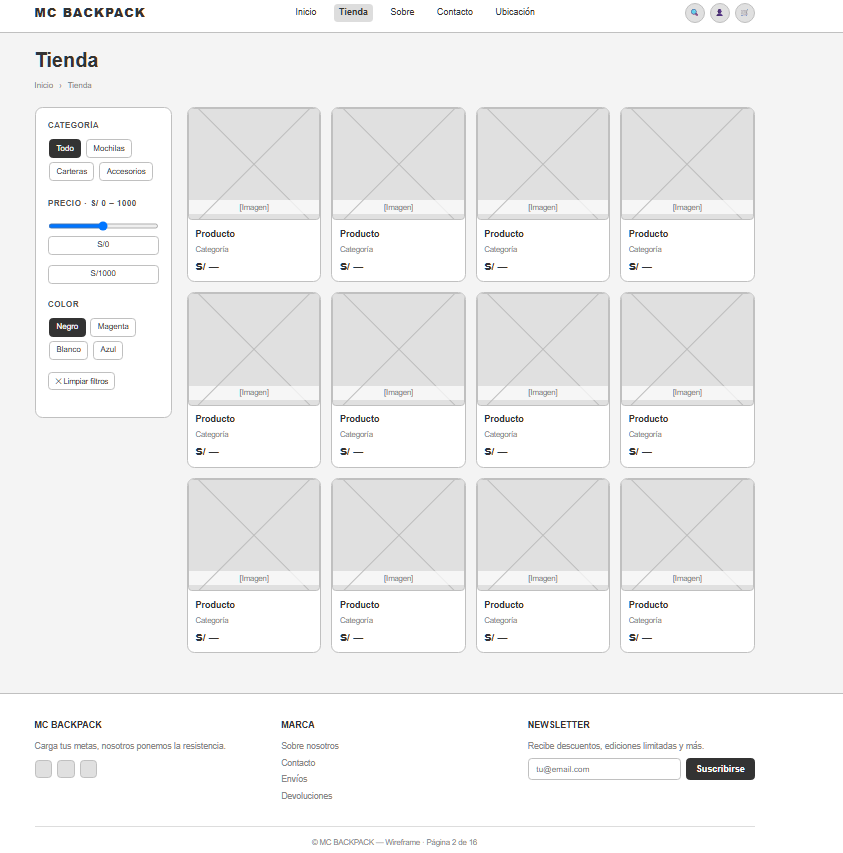 MC BACKPACK
Inicio Tienda Sobre Contacto Ubicación
Tienda
Inicio › Tienda
CATEGORÍA
Todo Mochilas
Carteras Accesorios
PRECIO · S/ 0 – 1000
S/0
S/1000
COLOR
Negro Magenta
Blanco Azul
✕ Limpiar filtros
[Imagen] [Imagen] [Imagen] [Imagen]
Producto Producto Producto Producto
Categoría Categoría Categoría Categoría
S/ — S/ — S/ — S/ —
[Imagen] [Imagen] [Imagen] [Imagen]
Producto Producto Producto Producto
Categoría Categoría Categoría Categoría
S/ — S/ — S/ — S/ —
[Imagen] [Imagen] [Imagen] [Imagen]
Producto Producto Producto Producto
Categoría Categoría Categoría Categoría
S/ — S/ — S/ — S/ —
MC BACKPACK
Carga tus metas, nosotros ponemos la resistencia.
MARCA
Sobre nosotros
Contacto
Envíos
Devoluciones
NEWSLETTER
Recibe descuentos, ediciones limitadas y más.
tu@email.com Suscribirse
© MC BACKPACK — Wireframe · Página 2 de 16